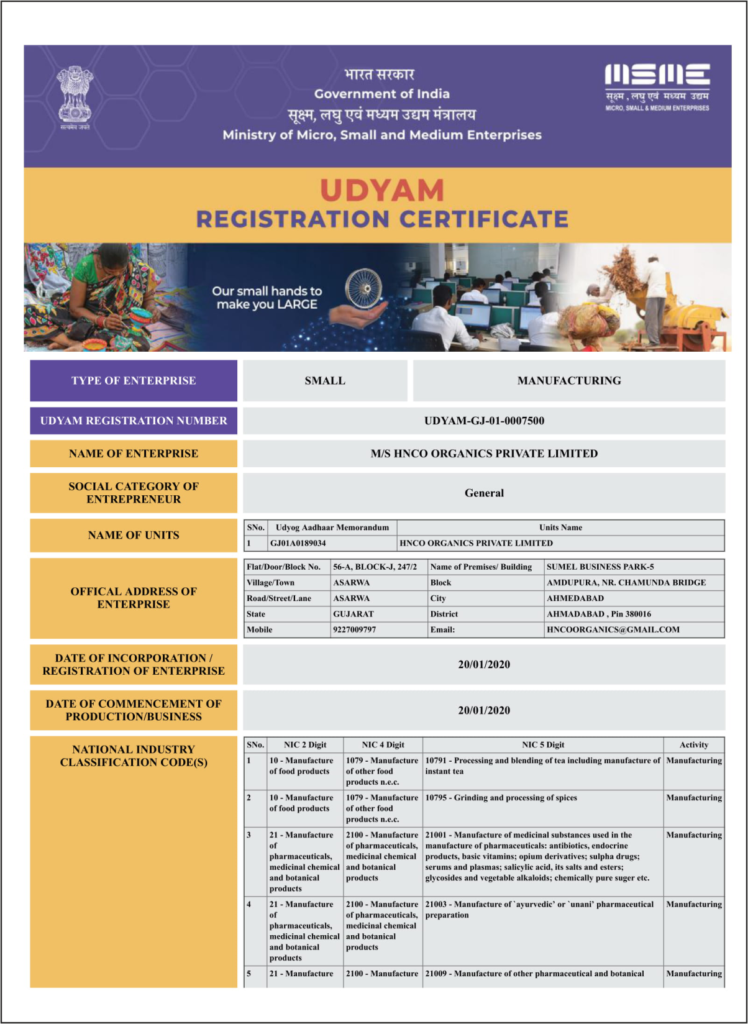 सत्यमेव जयते
भारत सरकार
Government of India
सूक्ष्म, लघु एवं मध्यम उद्यम मंत्रालय
Ministry of Micro, Small and Medium Enterprises
MSME
सूक्ष्म , लघु एवं मध्यम उद्यम
MICRO, SMALL & MEDIUM ENTERPRISES
UDYAM
REGISTRATION CERTIFICATE
Our small hands to
make you LARGE
TYPE OF ENTERPRISE SMALL MANUFACTURING
UDYAM REGISTRATION NUMBER UDYAM-GJ-01-0007500
NAME OF ENTERPRISE M/S HNCO ORGANICS PRIVATE LIMITED
SOCIAL CATEGORY OF
ENTREPRENEUR
General
NAME OF UNITS
SNo. Udyog Aadhaar Memorandum Units Name
1 GJ01A0189034 HNCO ORGANICS PRIVATE LIMITED
OFFICAL ADDRESS OF
ENTERPRISE
Flat/Door/Block No. 56-A, BLOCK-J, 247/2 Name of Premises/ Building SUMEL BUSINESS PARK-5
Village/Town ASARWA Block AMDUPURA, NR. CHAMUNDA BRIDGE
Road/Street/Lane ASARWA City AHMEDABAD
State GUJARAT District AHMADABAD , Pin 380016
Mobile 9227009797 Email: HNCOORGANICS@GMAIL.COM
DATE OF INCORPORATION /
REGISTRATION OF ENTERPRISE
20/01/2020
DATE OF COMMENCEMENT OF
PRODUCTION/BUSINESS
20/01/2020
NATIONAL INDUSTRY
CLASSIFICATION CODE(S)
SNo. NIC 2 Digit NIC 4 Digit NIC 5 Digit Activity
1 10 - Manufacture 1079 - Manufacture 10791 - Processing and blending of tea including manufacture of Manufacturing
of food products of other food instant tea
products n.e.c.
2 10 - Manufacture 1079 - Manufacture 10795 - Grinding and processing of spices Manufacturing
of food products of other food
products n.e.c.
3 21 - Manufacture 2100 - Manufacture 21001 - Manufacture of medicinal substances used in the Manufacturing
of of pharmaceuticals, manufacture of pharmaceuticals: antibiotics, endocrine
pharmaceuticals, medicinal chemical products, basic vitamins; opium derivatives; sulpha drugs;
medicinal chemical and botanical serums and plasmas; salicylic acid, its salts and esters;
and botanical products glycosides and vegetable alkaloids; chemically pure suger etc.
products
4 21 - Manufacture 2100 - Manufacture 21003 - Manufacture of `ayurvedic' or `unani' pharmaceutical Manufacturing
of of pharmaceuticals, preparation
pharmaceuticals, medicinal chemical
medicinal chemical and botanical
and botanical products
products
5 21 - Manufacture 2100 - Manufacture 21009 - Manufacture of other pharmaceutical and botanical Manufacturing